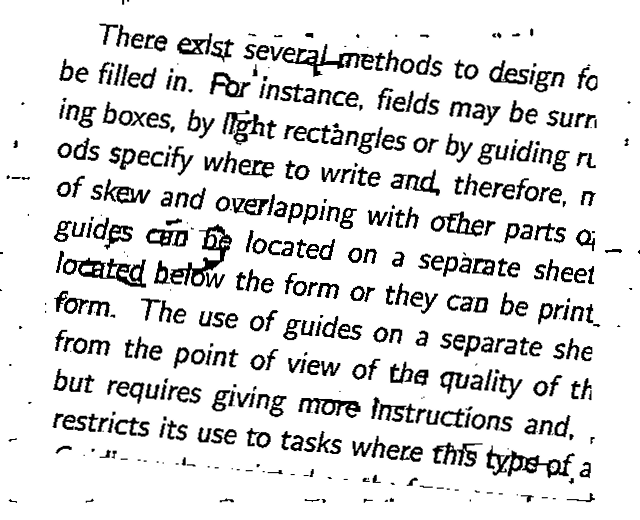 There exist several methods to design fo
be filled in. For instance, fields may be surr
ing boxes, by light rectangles or by guiding ru
ods specify where to write and, therefore, m
of skew and overlapping with other parts of
guides can be located on a separate sheet
located below the form or they can be print
form. The use of guides on a separate she
from the point of view of the quality of th
but requires giving more instructions and,
restricts its use to tasks where this type of a